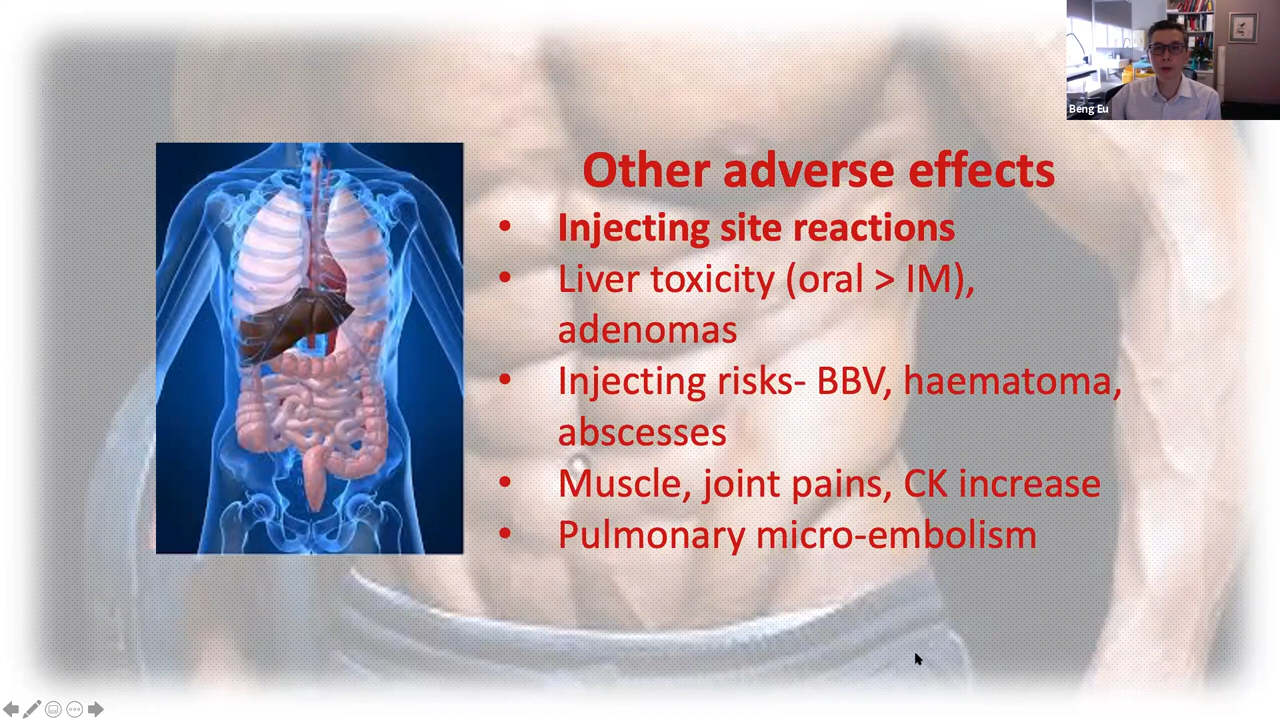 Beng Eu
Other adverse effects
• Injecting site reactions
• Liver toxicity (oral > IM),
adenomas
• Injecting risks- BBV, haematoma,
abscesses
• Muscle, joint pains, CK increase
• Pulmonary micro-embolism